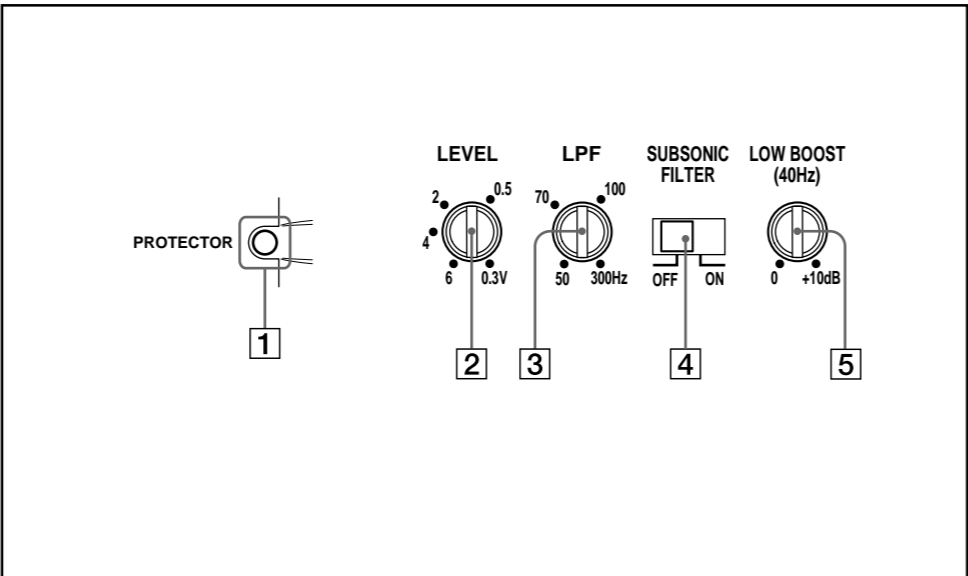 LEVEL LPF SUBSONIC FILTER LOW BOOST (40Hz)
2 0.5 70 100
PROTECTOR 4
6 0.3V 50 300Hz OFF ON 0 +10dB
1
2 3 4 5